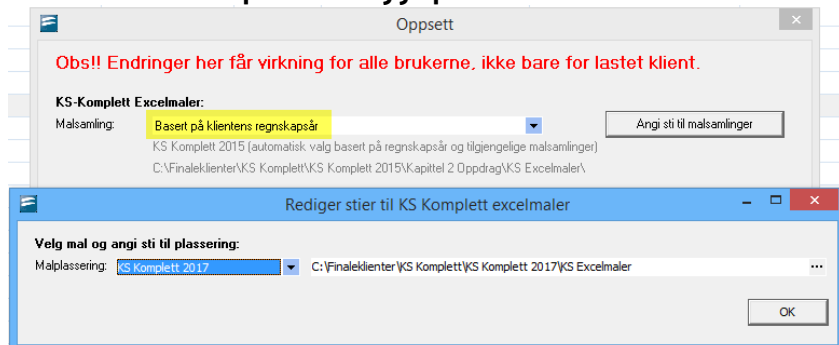 Oppsett
Obs!! Endringer her får virkning for alle brukerne, ikke bare for lastet klient.
KS-Komplett Excelmaler:
Malsamling: Basert på klientens regnskapsår Angi sti til malsamlinger
KS Komplett 2015 (automatisk valg basert på regnskapsår og tilgjengelige malsamlinger)
C:\Finaleklienter\KS Komplett\KS Komplett 2015\Kapittel 2 Oppdrag\KS Excelmaler\
Rediger stier til KS Komplett excelmaler
Velg mal og angi sti til plassering:
Malplassering: KS Komplett 2017 C:\Finaleklienter\KS Komplett\KS Komplett 2017\KS Excelmaler ...
OK